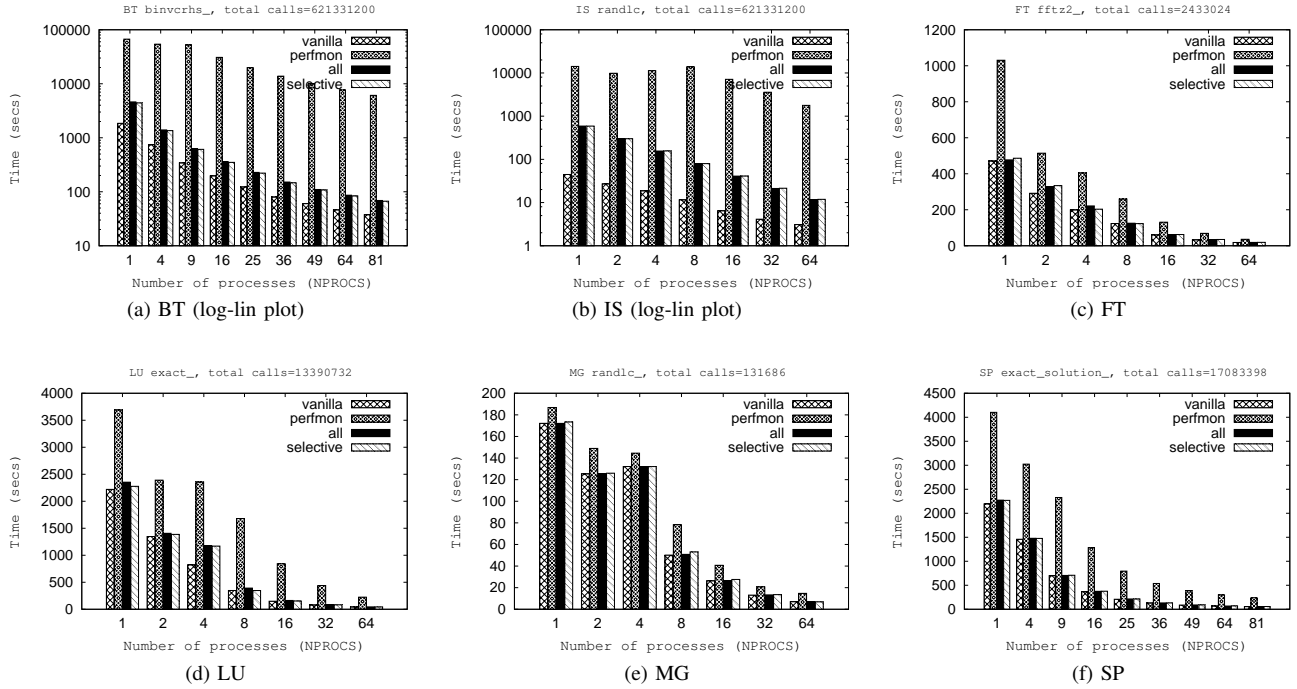 BT binvcrhs_, total calls=621331200
Time (secs)
100000
10000
1000
100
10
vanilla
perfmon
all
selective
1 4 9 16 25 36 49 64 81
Number of processes (NPROCS)
(a) BT (log-lin plot)
IS randlc, total calls=621331200
Time (secs)
100000
10000
1000
100
10
1
vanilla
perfmon
all
selective
1 2 4 8 16 32 64
Number of processes (NPROCS)
(b) IS (log-lin plot)
FT fftz2_, total calls=2433024
Time (secs)
1200
1000
800
600
400
200
0
vanilla
perfmon
all
selective
1 2 4 8 16 32 64
Number of processes (NPROCS)
(c) FT
LU exact_, total calls=13390732
Time (secs)
4000
3500
3000
2500
2000
1500
1000
500
0
vanilla
perfmon
all
selective
1 2 4 8 16 32 64
Number of processes (NPROCS)
(d) LU
MG randlc_, total calls=131686
Time (secs)
200
180
160
140
120
100
80
60
40
20
0
vanilla
perfmon
all
selective
1 2 4 8 16 32 64
Number of processes (NPROCS)
(e) MG
SP exact_solution_, total calls=17083398
Time (secs)
4500
4000
3500
3000
2500
2000
1500
1000
500
0
vanilla
perfmon
all
selective
1 4 9 16 25 36 49 64 81
Number of processes (NPROCS)
(f) SP